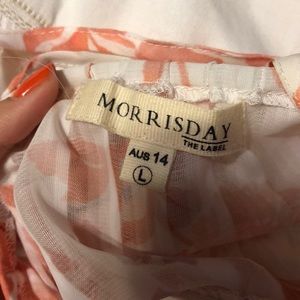 MORRISDAY
THE LABEL
AUS 14
L